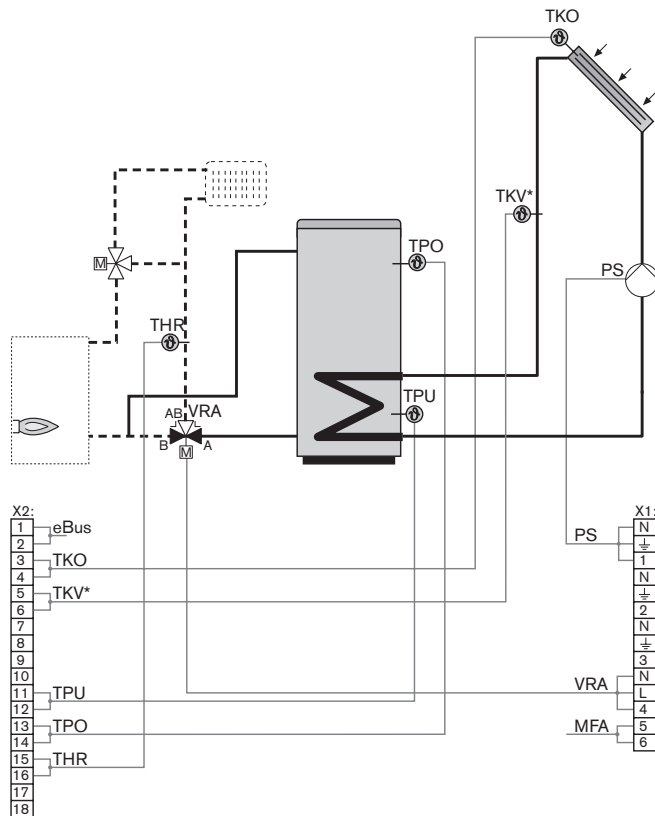 TKO
TKV*
TPO
PS
M
THR
TPU
AB VRA
B A
M
X2:
1
2
eBus
3
4
TKO
5
6
TKV*
7
8
9
10
11
12
TPU
13
14
TPO
15
16
THR
17
18
X1:
N
PS
1
N
2
N
3
N
VRA
L
4
MFA
5
6